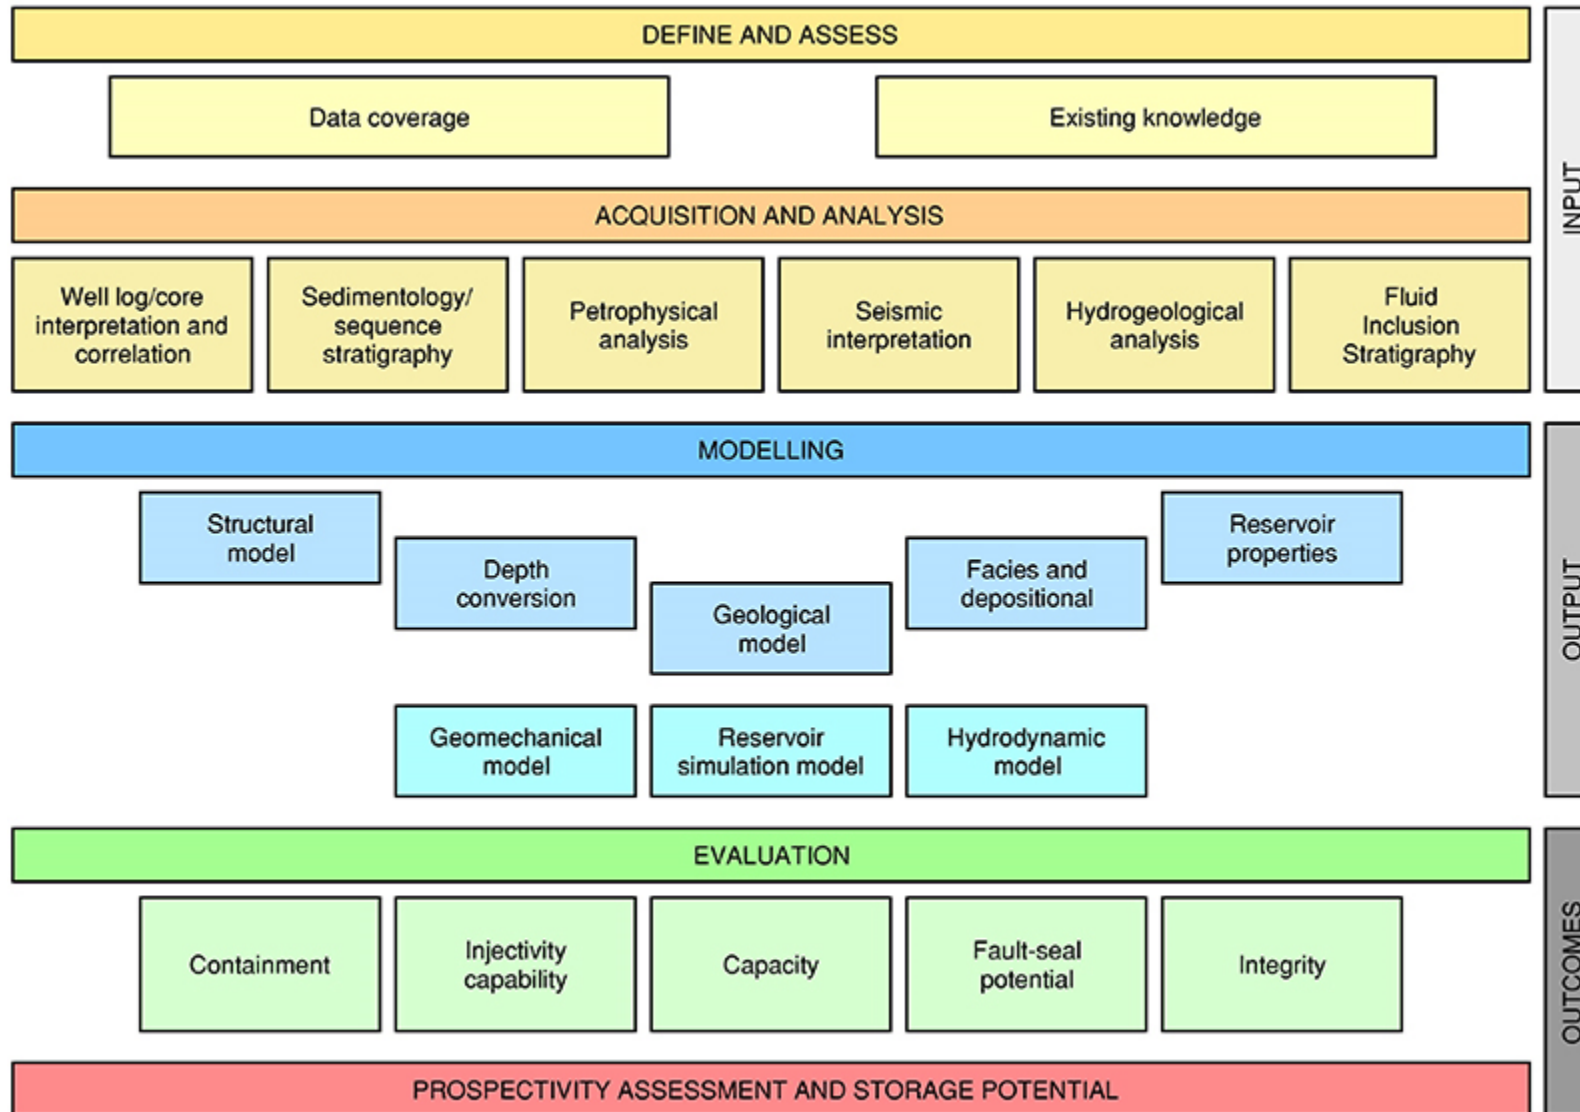 DEFINE AND ASSESS
Data coverage
Existing knowledge
INPUT
ACQUISITION AND ANALYSIS
Well log/core
interpretation and
correlation
Sedimentology/
sequence
stratigraphy
Petrophysical
analysis
Seismic
interpretation
Hydrogeological
analysis
Fluid
Inclusion
Stratigraphy
MODELLING
OUTPUT
Structural
model
Depth
conversion
Geological
model
Facies and
depositional
Reservoir
properties
Geomechanical
model
Reservoir
simulation model
Hydrodynamic
model
EVALUATION
OUTCOMES
Containment
Injectivity
capability
Capacity
Fault-seal
potential
Integrity
PROSPECTIVITY ASSESSMENT AND STORAGE POTENTIAL